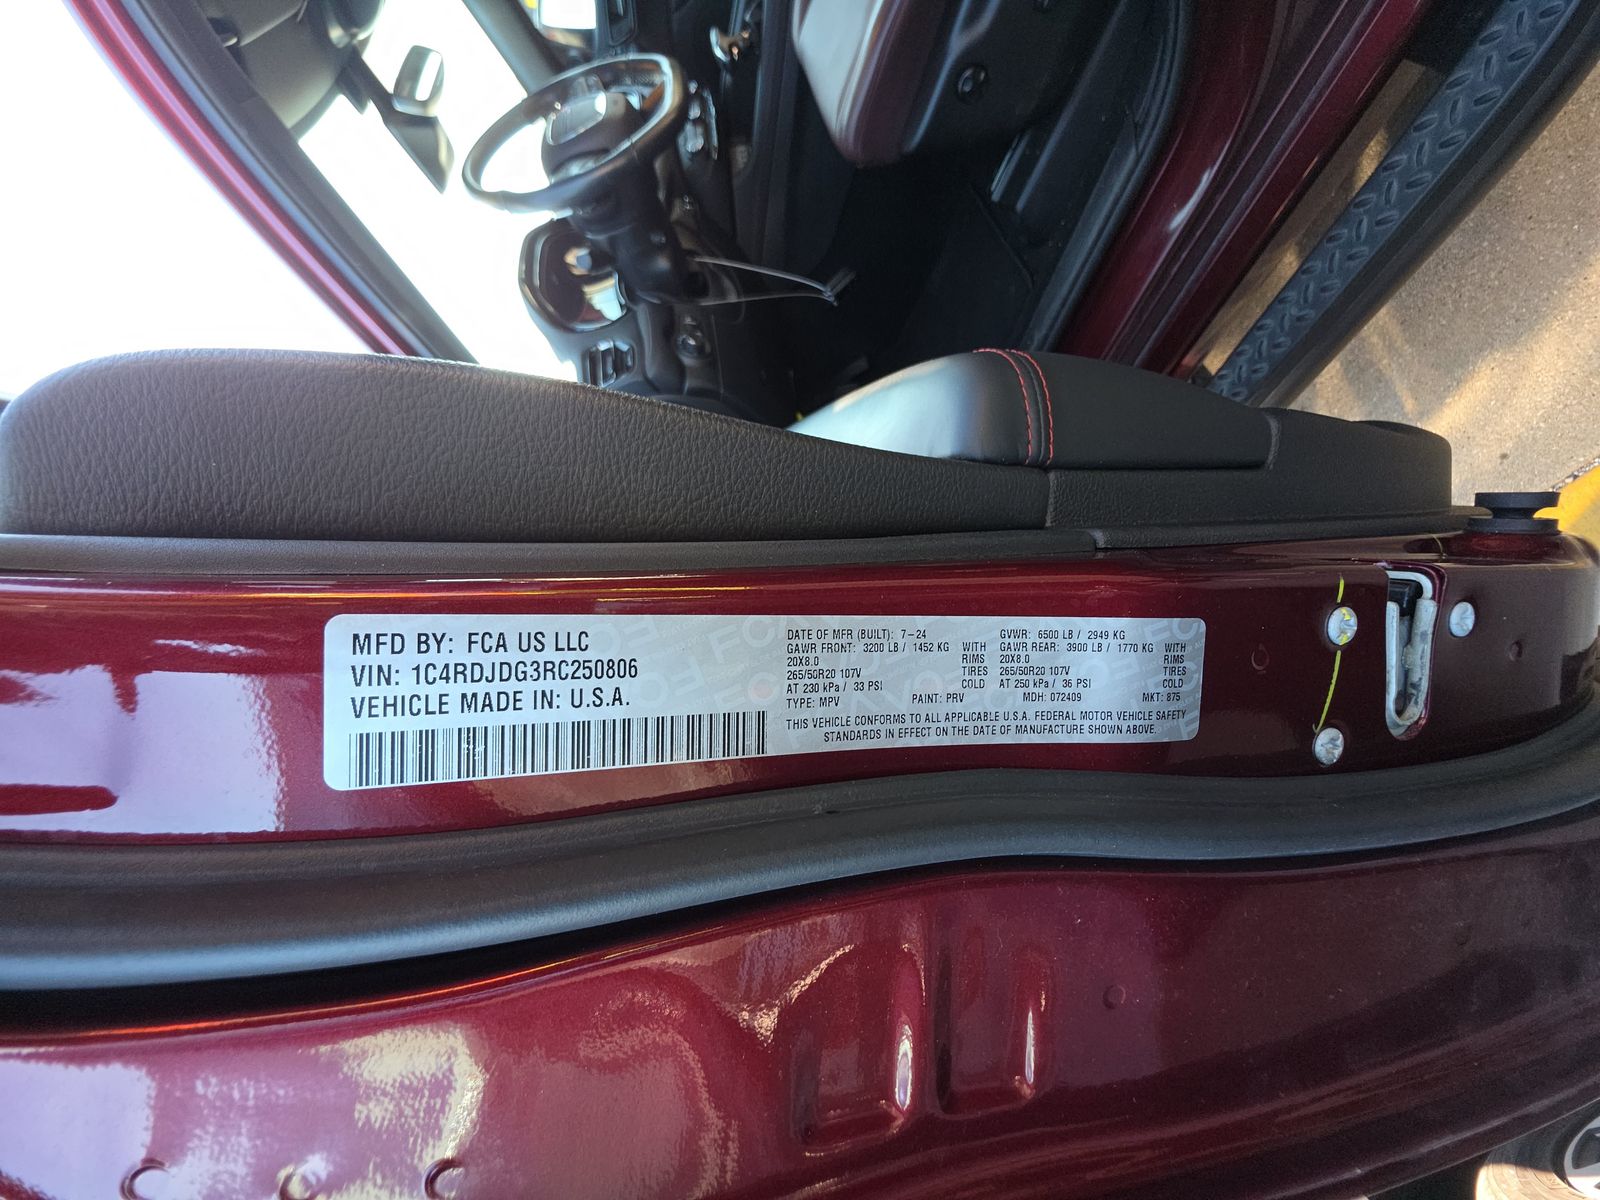 MFD BY: FCA US LLC
VIN: 1C4RDJDG3RC250806
VEHICLE MADE IN: U.S.A.
DATE OF MFR (BUILT): 7-24 GVWR: 6500 LB / 2949 KG
GAWR FRONT: 3200 LB / 1452 KG WITH GAWR REAR: 3900 LB / 1770 KG WITH
20X8.0 RIMS 20X8.0 RIMS
265/50R20 107V TIRES 265/50R20 107V TIRES
AT 230 kPa / 33 PSI COLD AT 250 kPa / 36 PSI COLD
TYPE: MPV PAINT: PRV MDH: 072409 MKT: 875
THIS VEHICLE CONFORMS TO ALL APPLICABLE U.S.A. FEDERAL MOTOR VEHICLE SAFETY
STANDARDS IN EFFECT ON THE DATE OF MANUFACTURE SHOWN ABOVE.